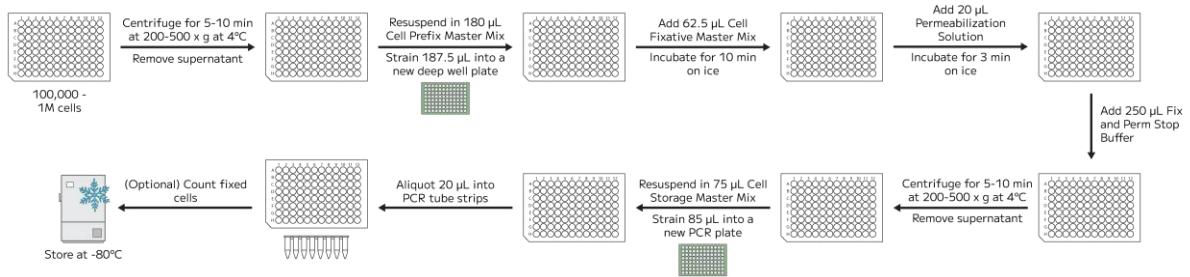 100,000 -
1M cells
Centrifuge for 5-10 min
at 200-500 x g at 4ºC
Remove supernatant
Resuspend in 180 µL
Cell Prefix Master Mix
Strain 187.5 µL into a
new deep well plate
Add 62.5 µL Cell
Fixative Master Mix
Incubate for 10 min
on ice
Add 20 µL
Permeabilization
Solution
Incubate for 3 min
on ice
Add 250 µL Fix
and Perm Stop
Buffer
Centrifuge for 5-10 min
at 200-500 x g at 4ºC
Remove supernatant
Resuspend in 75 µL Cell
Storage Master Mix
Strain 85 µL into a
new PCR plate
Aliquot 20 µL into
PCR tube strips
(Optional) Count fixed
cells
Store at -80ºC